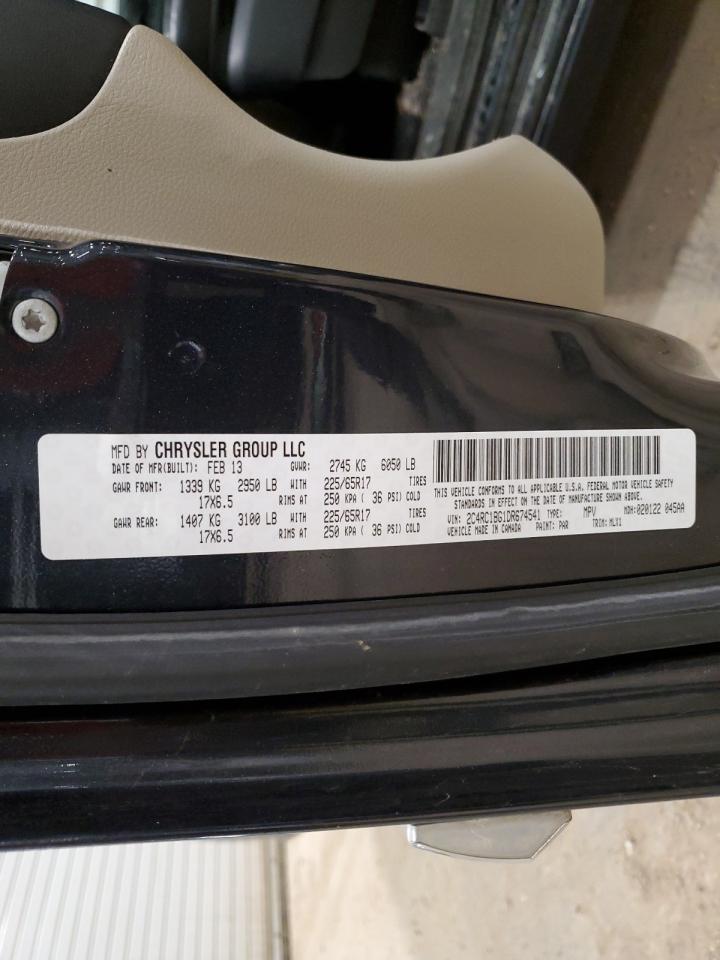 MFD BY CHRYSLER GROUP LLC
DATE OF MFR(BUILT): FEB 13 GVWR: 2745 KG 6050 LB
GAWR FRONT: 1339 KG 2950 LB WITH 225/65R17 TIRES
17X6.5 RIMS AT 250 KPA ( 36 PSI) COLD
GAWR REAR: 1407 KG 3100 LB WITH 225/65R17 TIRES
17X6.5 RIMS AT 250 KPA ( 36 PSI) COLD
THIS VEHICLE CONFORMS TO ALL APPLICABLE U.S.A. FEDERAL MOTOR VEHICLE SAFETY
STANDARDS IN EFFECT ON THE DATE OF MANUFACTURE SHOWN ABOVE.
VIN: 2C4RC1BG1DR674541 TYPE: MPV MDH: 020122 045AA
VEHICLE MADE IN CANADA PAINT: PAR TRIM: MLX1